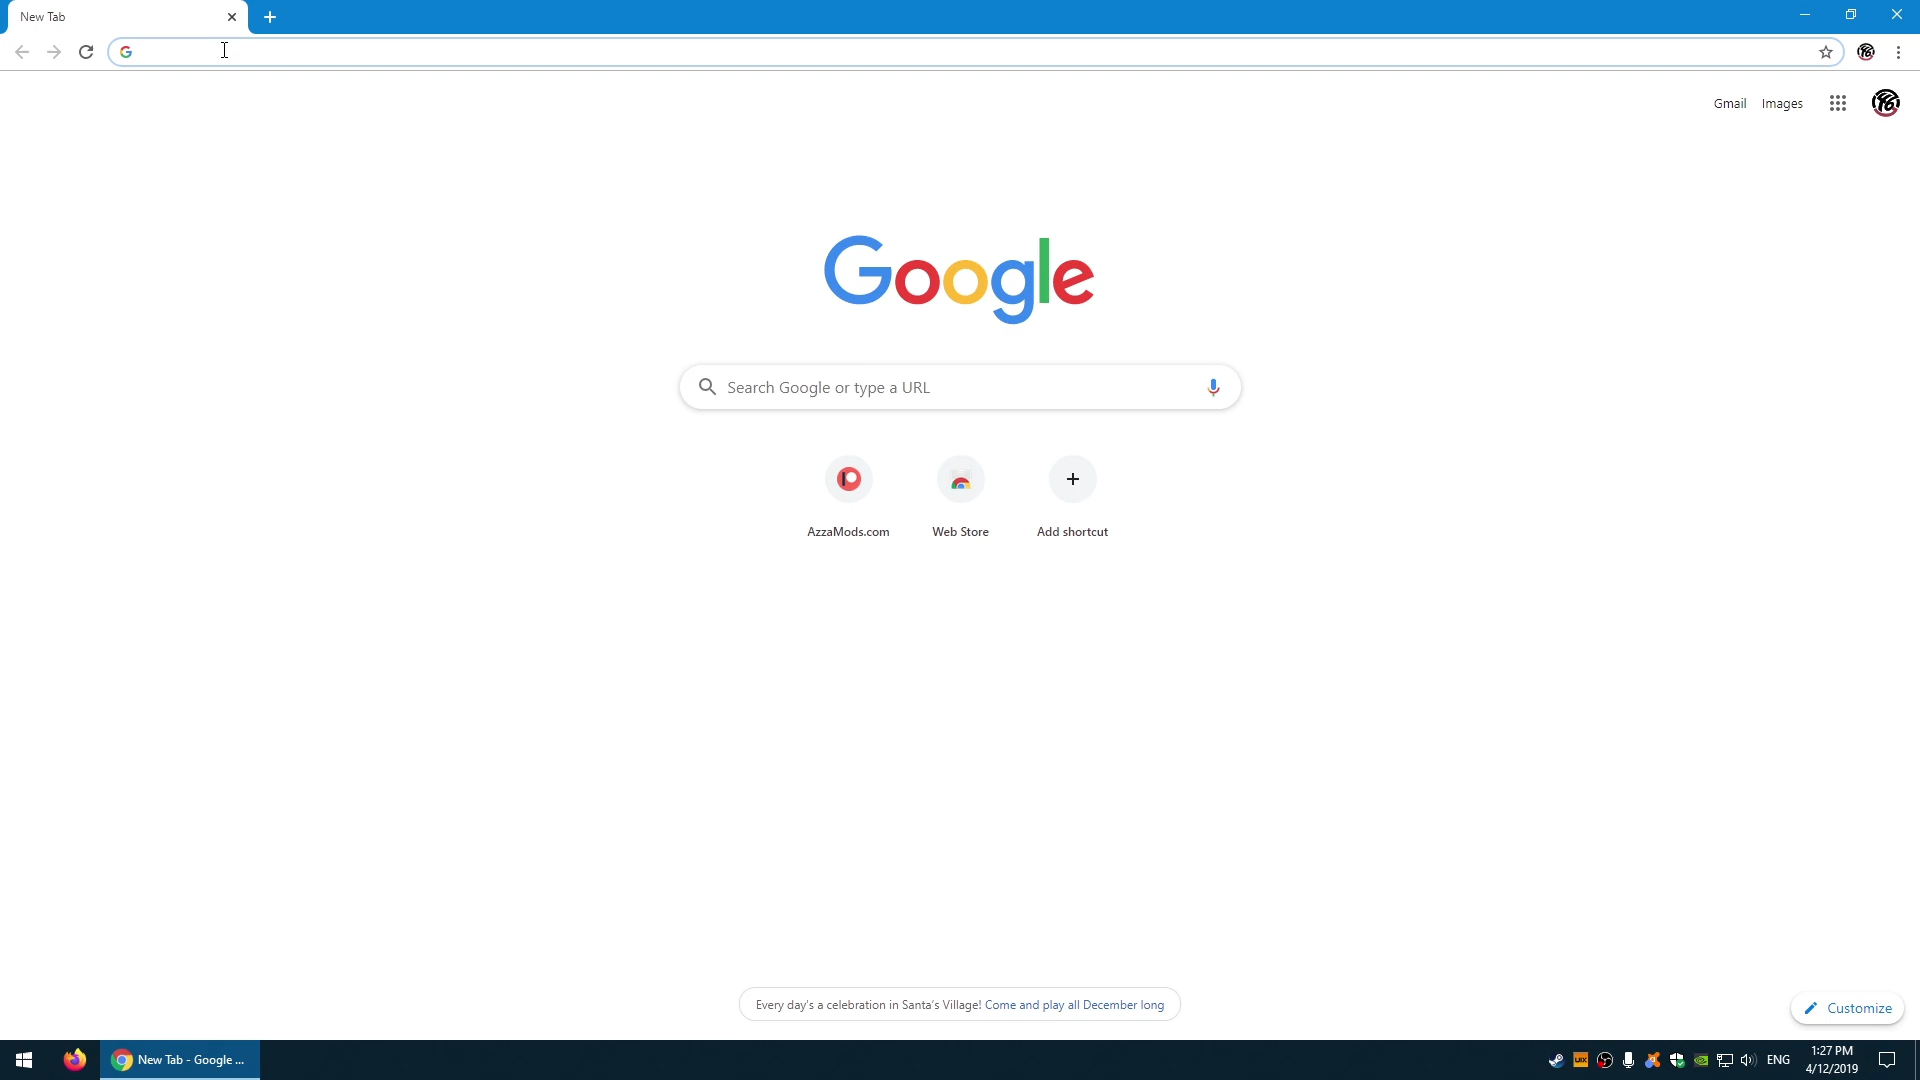 New Tab
Gmail Images
Google
Search Google or type a URL
AzzaMods.com
Web Store
Add shortcut
Every day's a celebration in Santa's Village! Come and play all December long
Customize
New Tab - Google ...
UIX
ENG
1:27 PM
4/12/2019